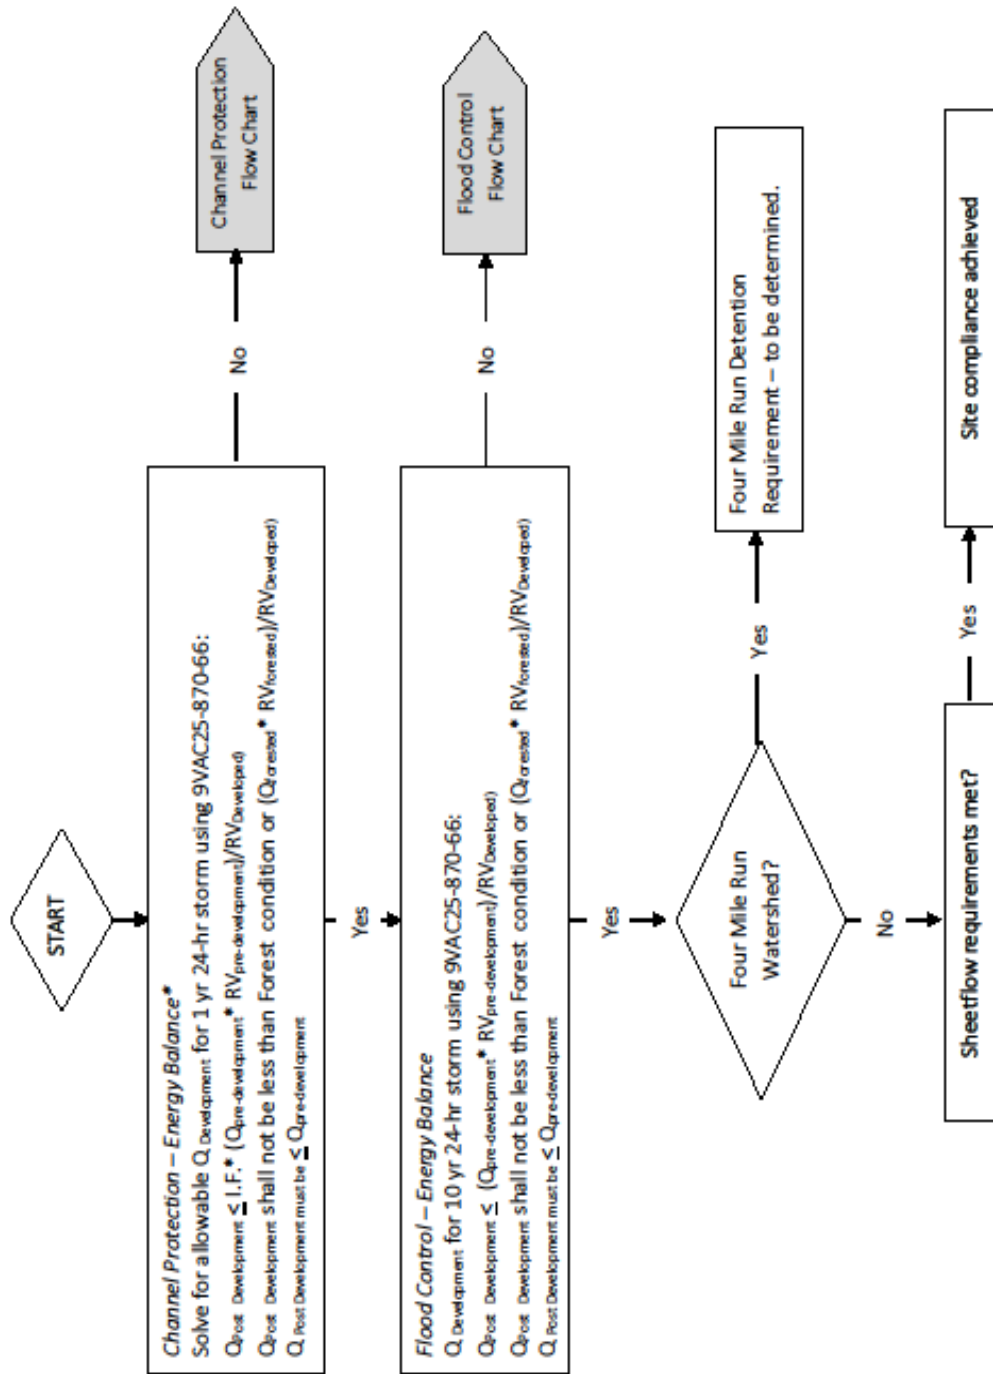 START
Channel Protection – Energy Balance*
Solve for allowable Q Development for 1 yr 24-hr storm using 9VAC25-870-66:
QPost Development ≤ I.F.* (Qpre-development* RVpre-development)/RVDeveloped)
QPost Development shall not be less than Forest condition or (Qforested* RVforested)/RVDeveloped)
Q Post Development must be ≤ Qpre-development
No
Channel Protection
Flow Chart
Yes
Flood Control – Energy Balance
Q Development for 10 yr 24-hr storm using 9VAC25-870-66:
QPost Development ≤ (Qpre-development* RVpre-development)/RVDeveloped)
QPost Development shall not be less than Forest condition or (Qforested* RVforested)/RVDeveloped)
Q Post Development must be ≤ Qpre-development
No
Flood Control
Flow Chart
Yes
Four Mile Run
Watershed?
Yes
Four Mile Run Detention
Requirement – to be determined.
No
Sheetflow requirements met?
Yes
Site compliance achieved